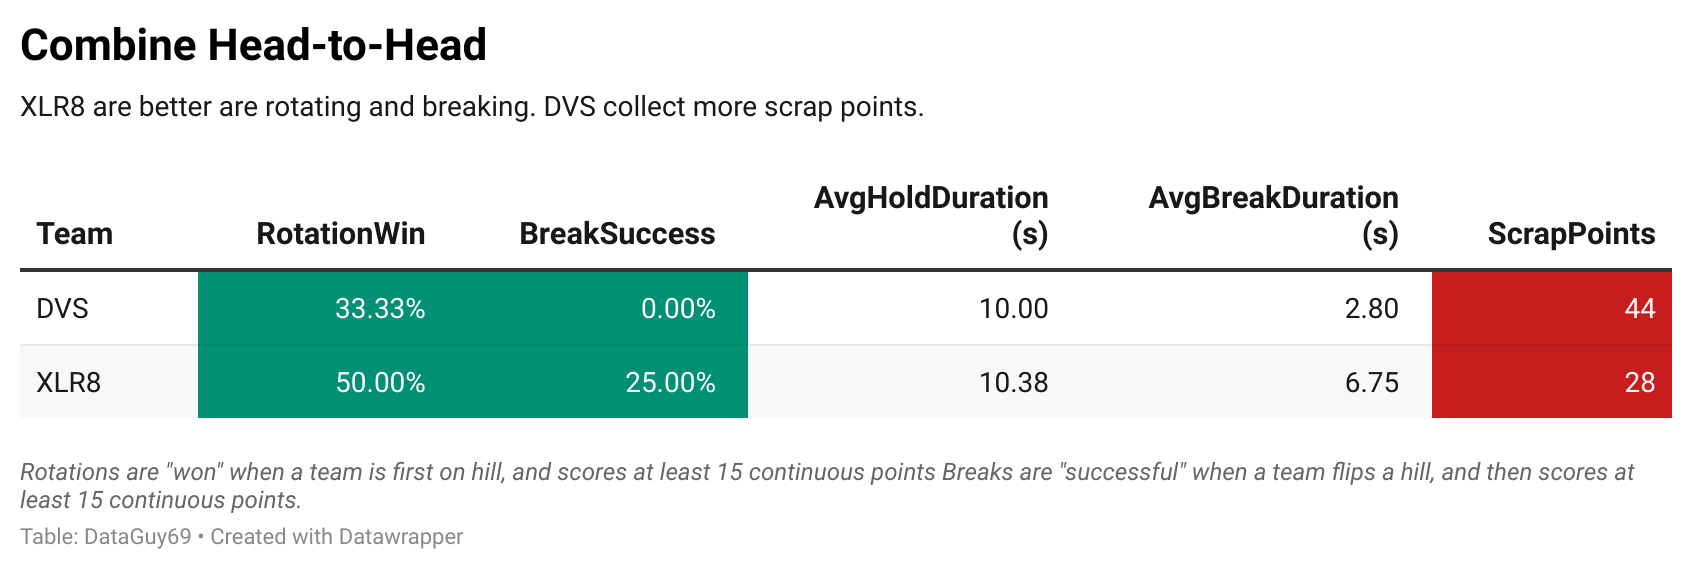 Combine Head-to-Head
XLR8 are better are rotating and breaking. DVS collect more scrap points.
Team RotationWin BreakSuccess AvgHoldDuration (s) AvgBreakDuration (s) ScrapPoints
DVS 33.33% 0.00% 10.00 2.80 44
XLR8 50.00% 25.00% 10.38 6.75 28
Rotations are "won" when a team is first on hill, and scores at least 15 continuous points Breaks are "successful" when a team flips a hill, and then scores at
least 15 continuous points.
Table: DataGuy69 • Created with Datawrapper